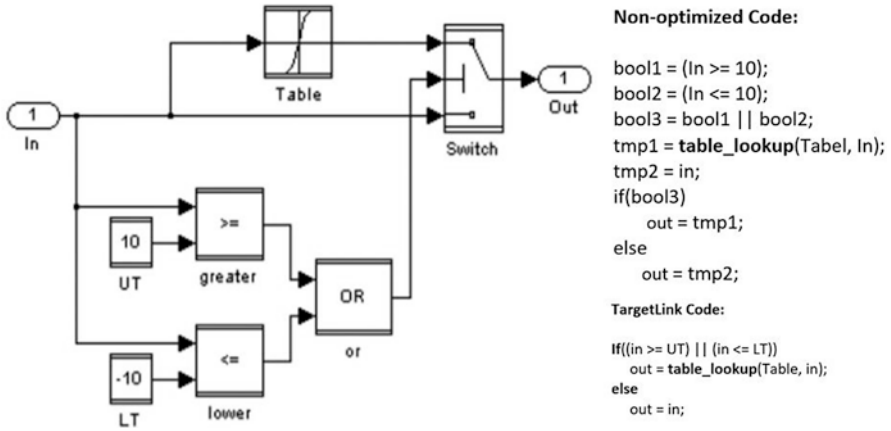 1
In
Table
Switch
1
Out
10
UT
>=
greater
OR
or
-10
LT
<=
lower
Non-optimized Code:
bool1 = (In >= 10);
bool2 = (In <= 10);
bool3 = bool1 || bool2;
tmp1 = table_lookup(Tabel, In);
tmp2 = in;
if(bool3)
out = tmp1;
else
out = tmp2;
TargetLink Code:
If((in >= UT) || (in <= LT))
out = table_lookup(Table, in);
else
out = in;